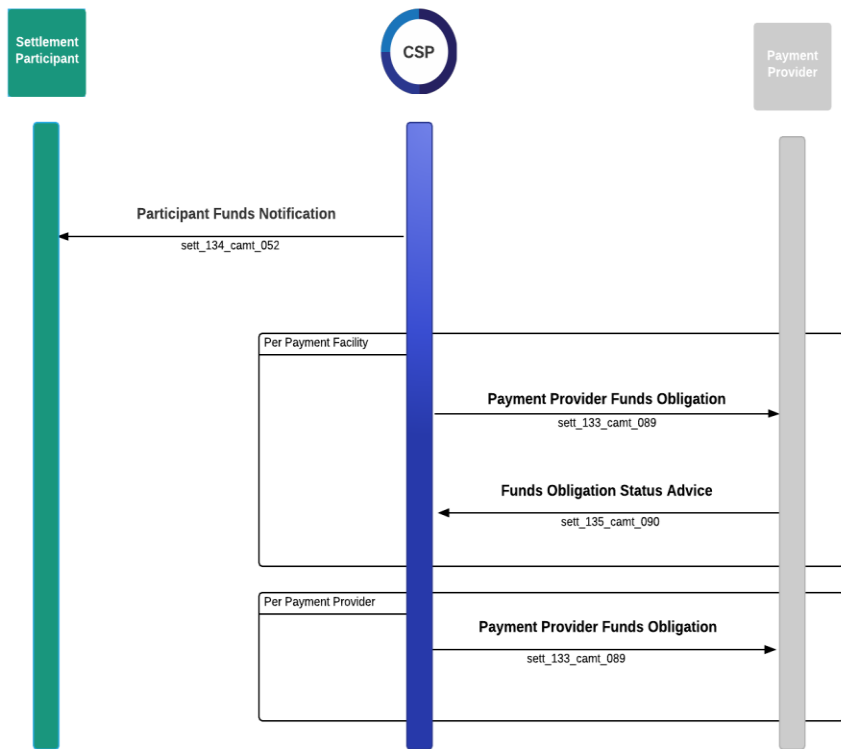 Settlement
Participant
CSP
Payment
Provider
Participant Funds Notification
sett_134_camt_052
Per Payment Facility
Payment Provider Funds Obligation
sett_133_camt_089
Funds Obligation Status Advice
sett_135_camt_090
Per Payment Provider
Payment Provider Funds Obligation
sett_133_camt_089